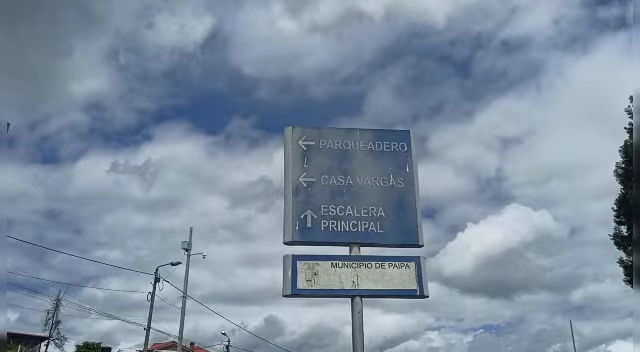 ← PARQUEADERO
← CASA VARGAS
↑ ESCALERA
PRINCIPAL
MUNICIPIO DE PAIPA